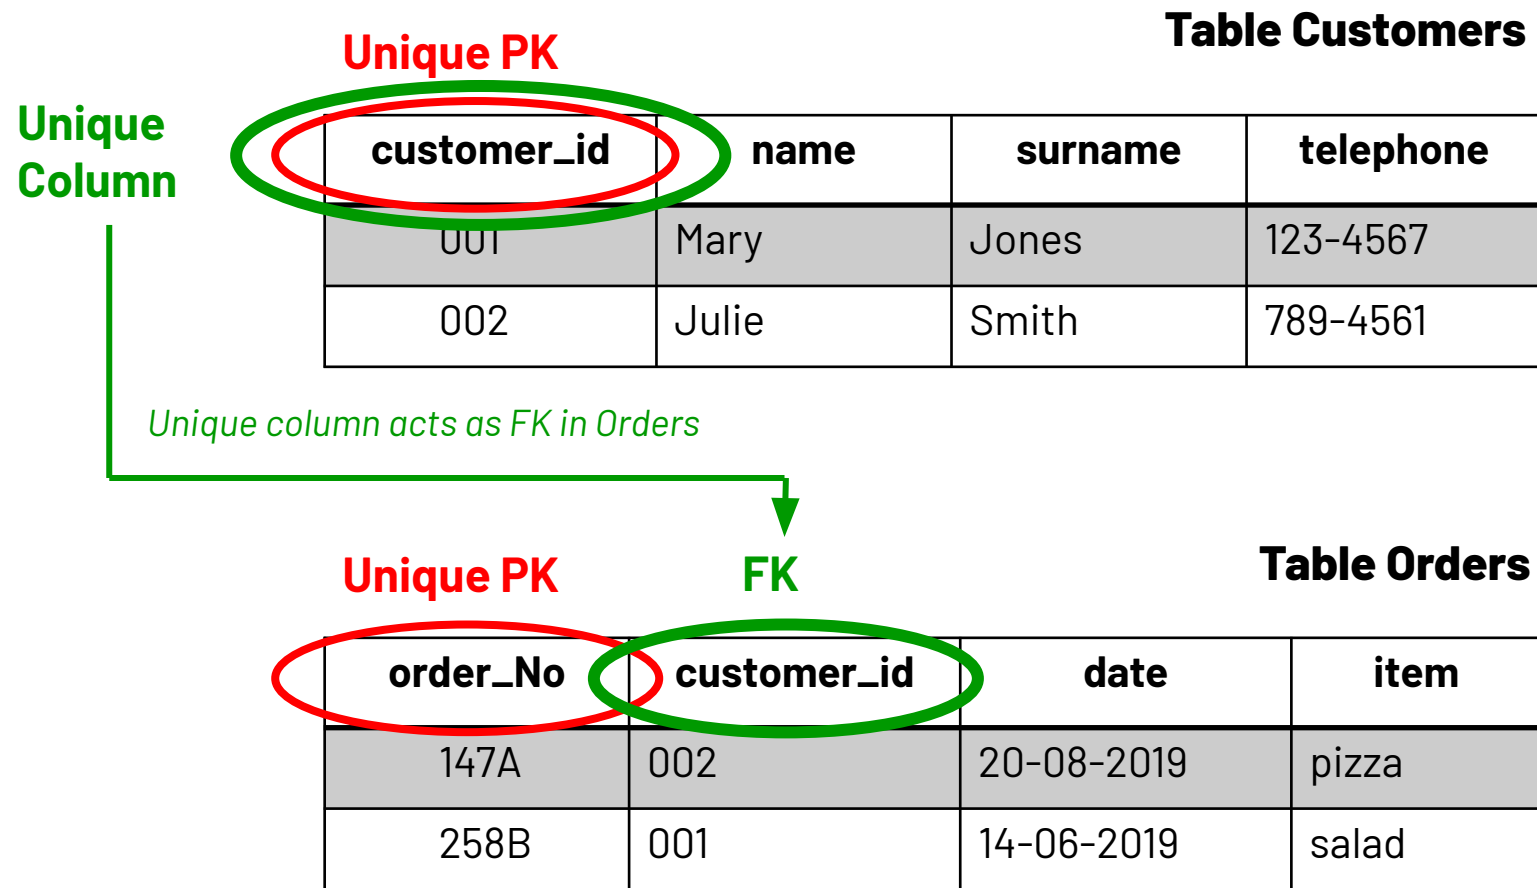 Table Customers
Unique PK
Unique
Column
customer_id name surname telephone
001 Mary Jones 123-4567
002 Julie Smith 789-4561
Unique column acts as FK in Orders
Unique PK FK Table Orders
order_No customer_id date item
147A 002 20-08-2019 pizza
258B 001 14-06-2019 salad